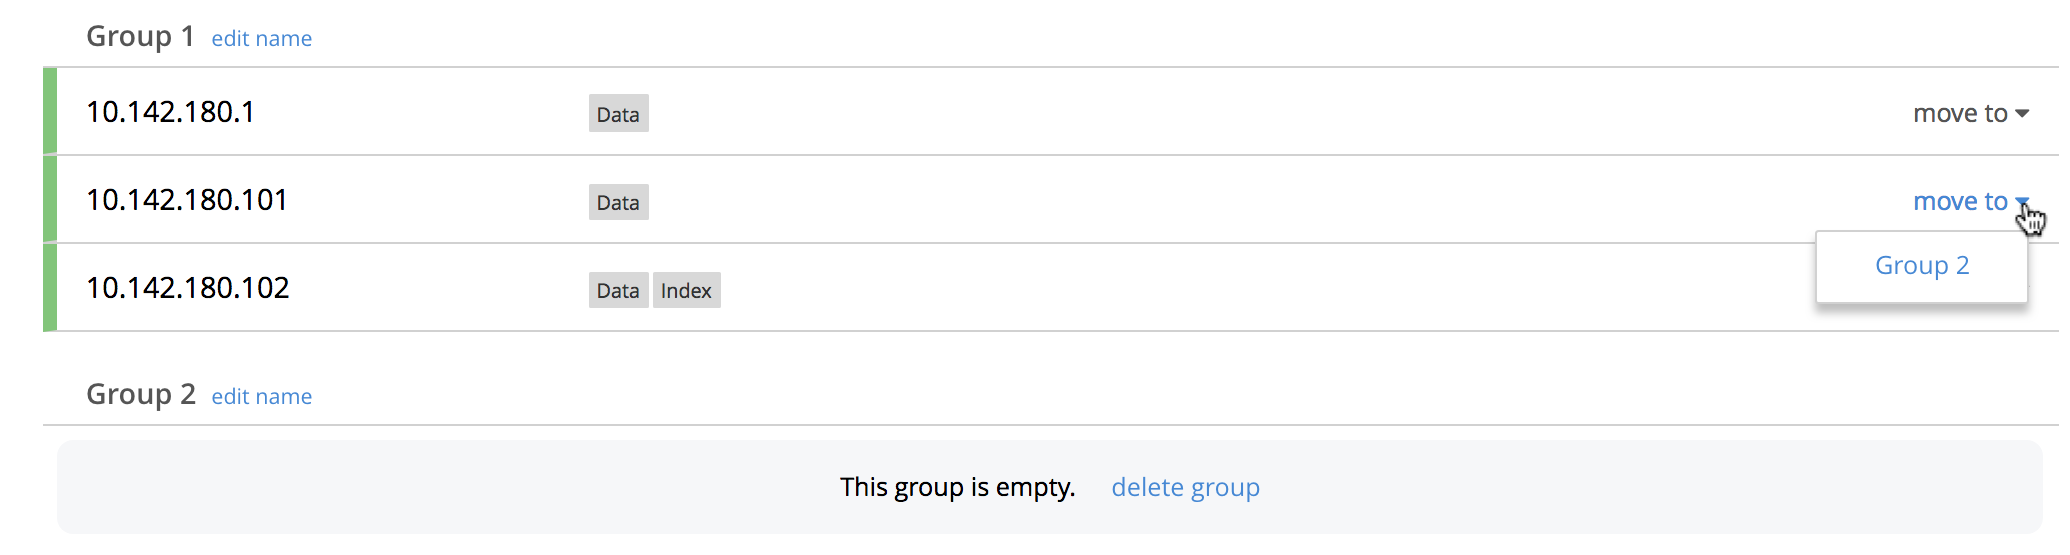 Group 1 edit name
10.142.180.1 Data move to
10.142.180.101 Data move to
Group 2
10.142.180.102 Data Index
Group 2 edit name
This group is empty. delete group